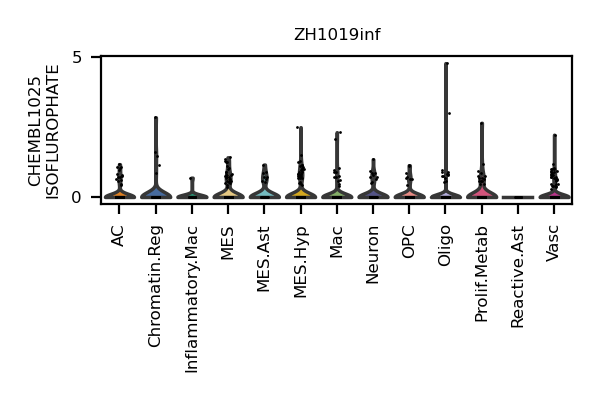 ZH1019inf
CHEMBL1025
ISOFLUROPHATE
5
0
AC
Chromatin.Reg
Inflammatory.Mac
MES
MES.Ast
MES.Hyp
Mac
Neuron
OPC
Oligo
Prolif.Metab
Reactive.Ast
Vasc